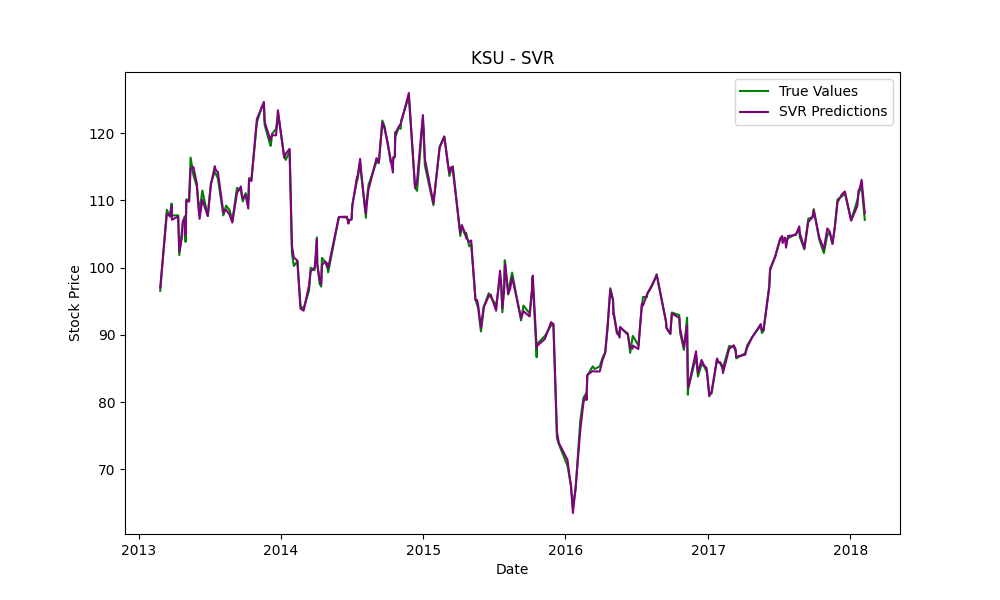 KSU - SVR
True Values
SVR Predictions
120
110
100
90
80
70
Stock Price
2013 2014 2015 2016 2017 2018
Date